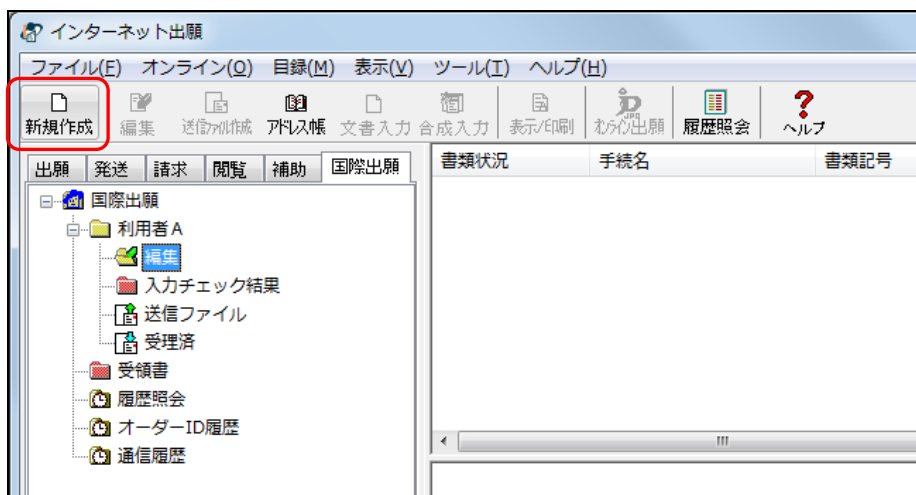 インターネット出願
ファイル(F) オンライン(O) 目録(M) 表示(V) ツール(T) ヘルプ(H)
新規作成 編集 送信ファイル作成 アドレス帳 文書入力 合成入力 表示/印刷 オンライン出願 履歴照会 ヘルプ
出願 発送 請求 閲覧 補助 国際出願
書類状況 手続名 書類記号
国際出願
利用者A
編集
入力チェック結果
送信ファイル
受理済
受領書
履歴照会
オーダーID履歴
通信履歴